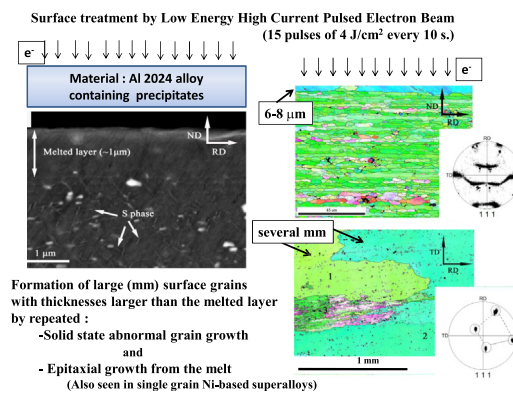 Surface treatment by Low Energy High Current Pulsed Electron Beam
(15 pulses of 4 J/cm² every 10 s.)
e-
Material : Al 2024 alloy
containing precipitates
ND
RD
Melted layer (~1μm)
S phase
1 μm
Formation of large (mm) surface grains
with thicknesses larger than the melted layer
by repeated :
-Solid state abnormal grain growth
and
- Epitaxial growth from the melt
(Also seen in single grain Ni-based superalloys)
e-
6-8 μm
ND
RD
RD
TD
1 1 1
several mm
TD
RD
1
2
1 mm
RD
TD
1 1 1